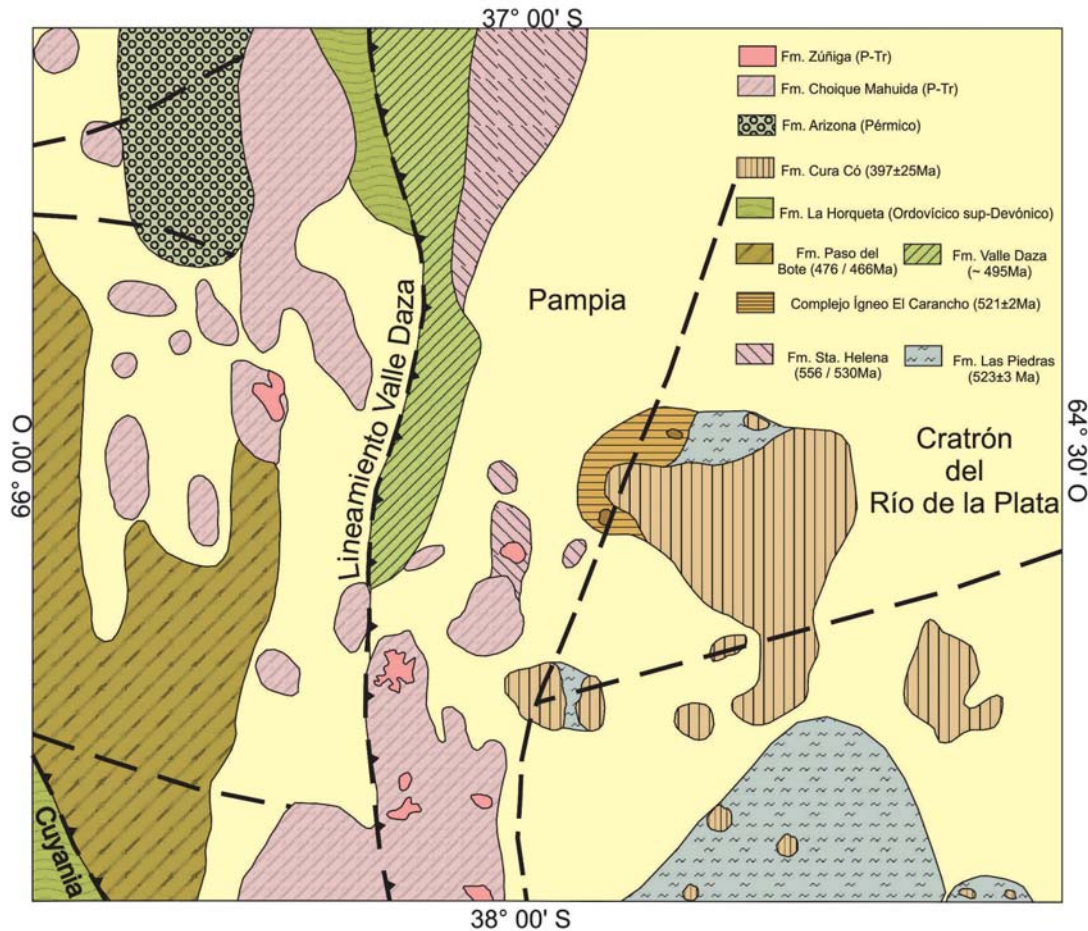 37° 00' S
Fm. Zúñiga (P-Tr)
Fm. Choique Mahuida (P-Tr)
Fm. Arizona (Pérmico)
Fm. Cura Có (397±25Ma)
Fm. La Horqueta (Ordovícico sup-Devónico)
Fm. Paso del
Bote (476 / 466Ma)
Fm. Valle Daza
(~ 495Ma)
Complejo Ígneo El Carancho (521±2Ma)
Fm. Sta. Helena
(556 / 530Ma)
Fm. Las Piedras
(523±3 Ma)
Pampia
Lineamiento Valle Daza
66° 00' O
64° 30' O
Cratrón
del
Río de la Plata
Cuyania
38° 00' S